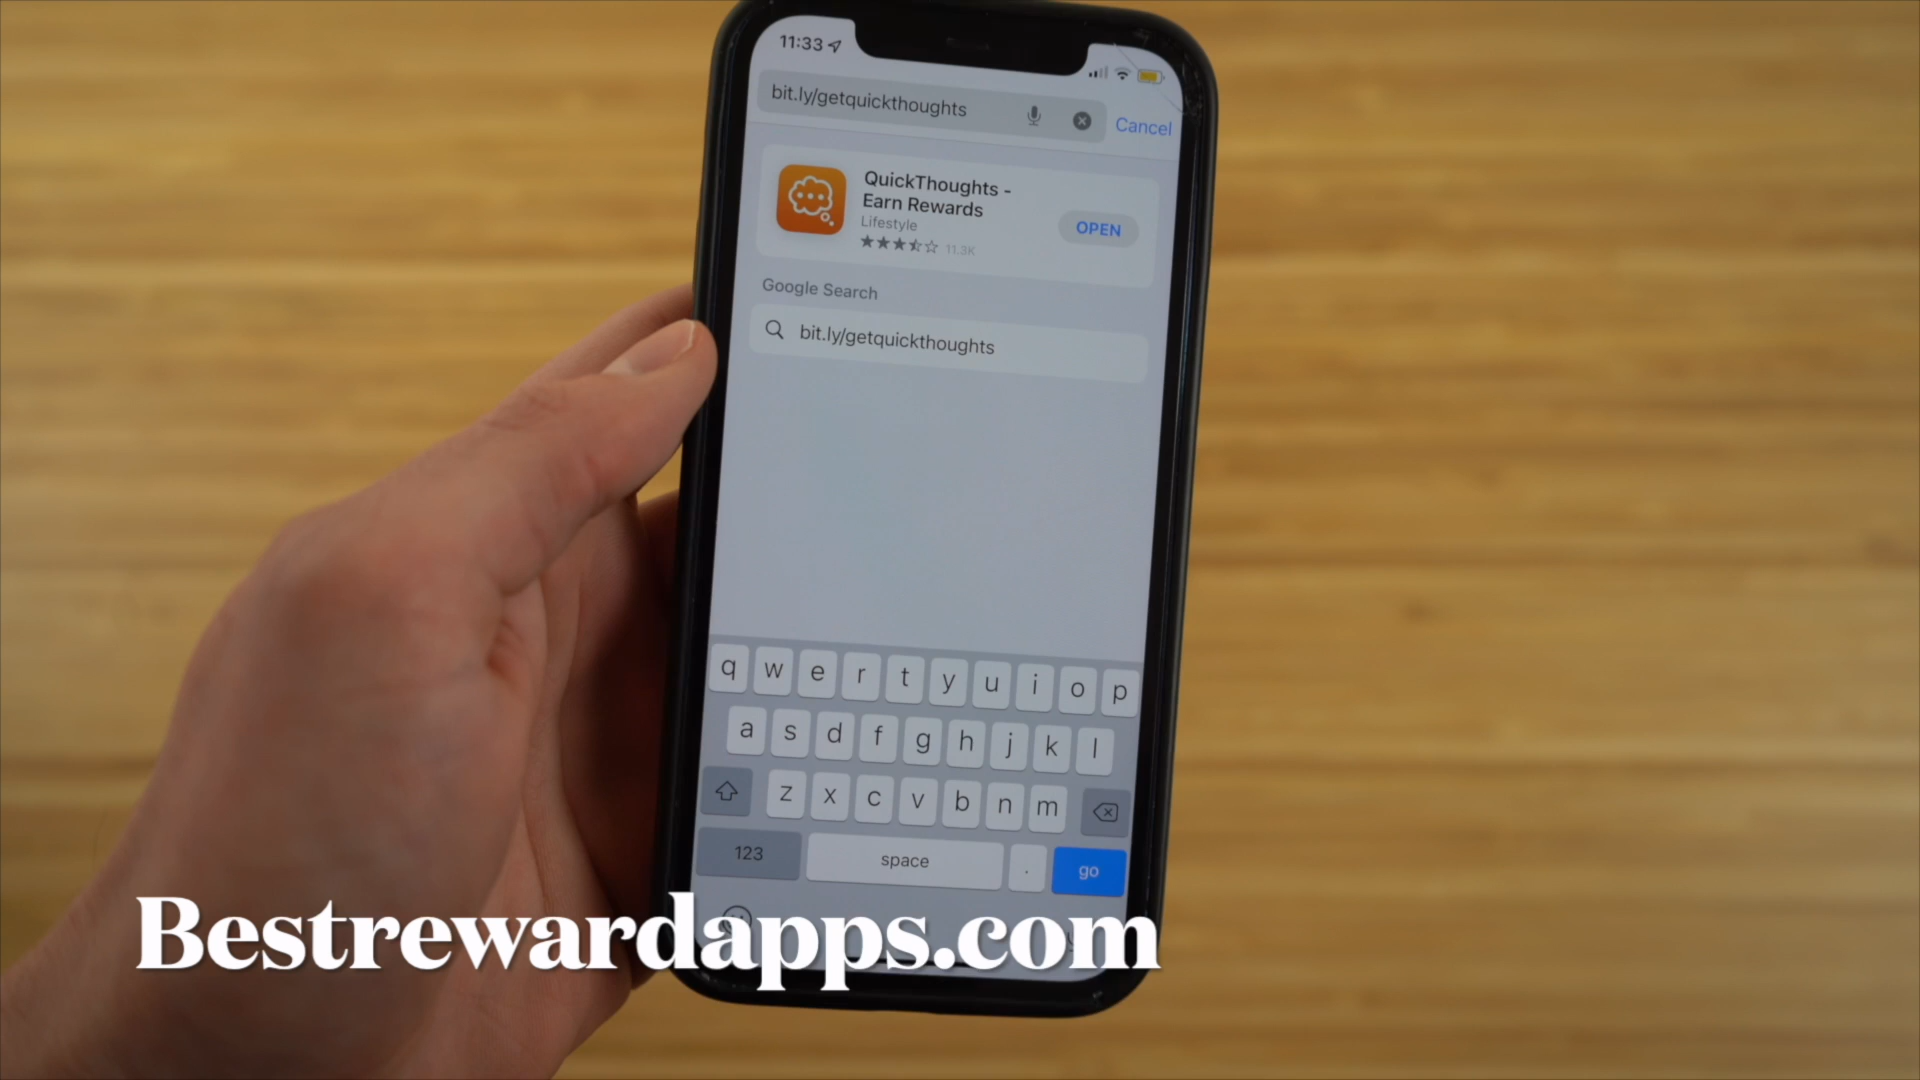 11:33
bit.ly/getquickthoughts
Cancel
QuickThoughts -
Earn Rewards
Lifestyle
11.3K
OPEN
Google Search
bit.ly/getquickthoughts
q w e r t y u i o p
a s d f g h j k l
z x c v b n m
123 space . go
Bestrewardapps.com